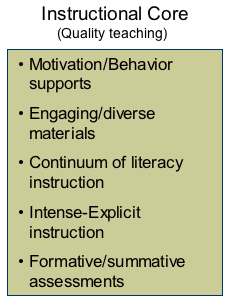 Instructional Core
(Quality teaching)
• Motivation/Behavior
supports
• Engaging/diverse
materials
• Continuum of literacy
instruction
• Intense-Explicit
instruction
• Formative/summative
assessments